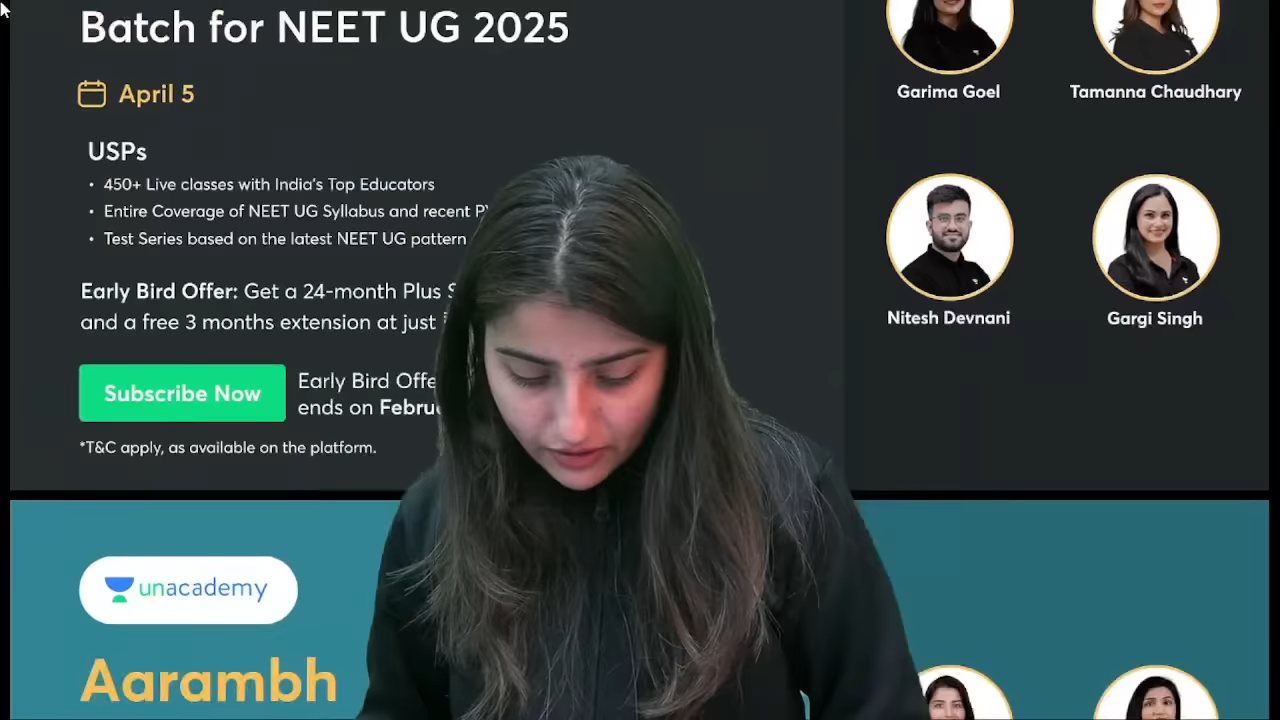 Batch for NEET UG 2025
April 5
USPs
• 450+ Live classes with India's Top Educators
• Entire Coverage of NEET UG Syllabus and recent
• Test Series based on the latest NEET UG pattern
Early Bird Offer: Get a 24-month Plus
and a free 3 months extension at just
Subscribe Now
Early Bird
ends on
*T&C apply, as available on the platform.
Garima Goel
Tamanna Chaudhary
Nitesh Devnani
Gargi Singh
unacademy
Aarambh